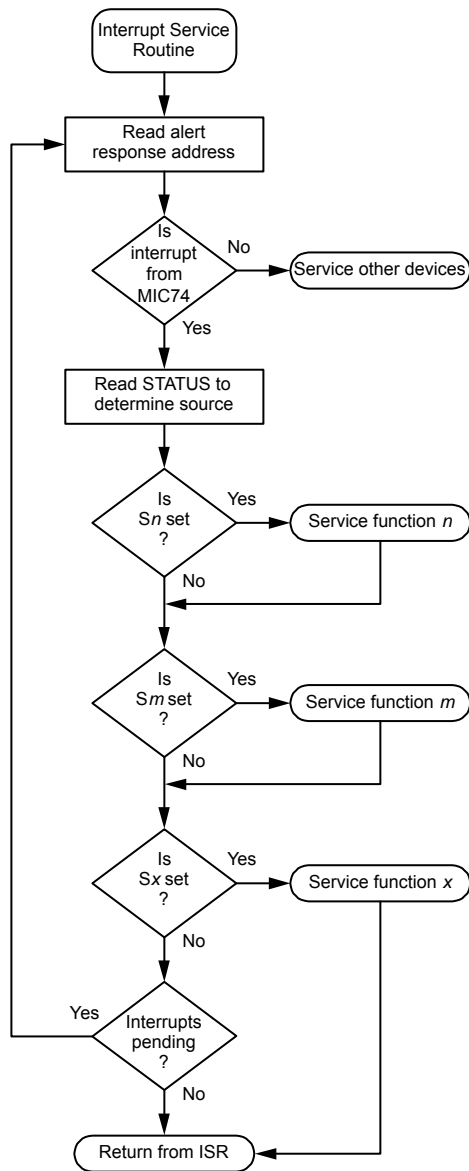 Interrupt Service
Routine
Read alert
response address
Is
interrupt
from
MIC74
No
Service other devices
Yes
Read STATUS to
determine source
Is
Sn set
?
Yes
Service function n
No
Is
Sm set
?
Yes
Service function m
No
Is
Sx set
?
Yes
Service function x
No
Yes
Interrupts
pending
?
No
Return from ISR